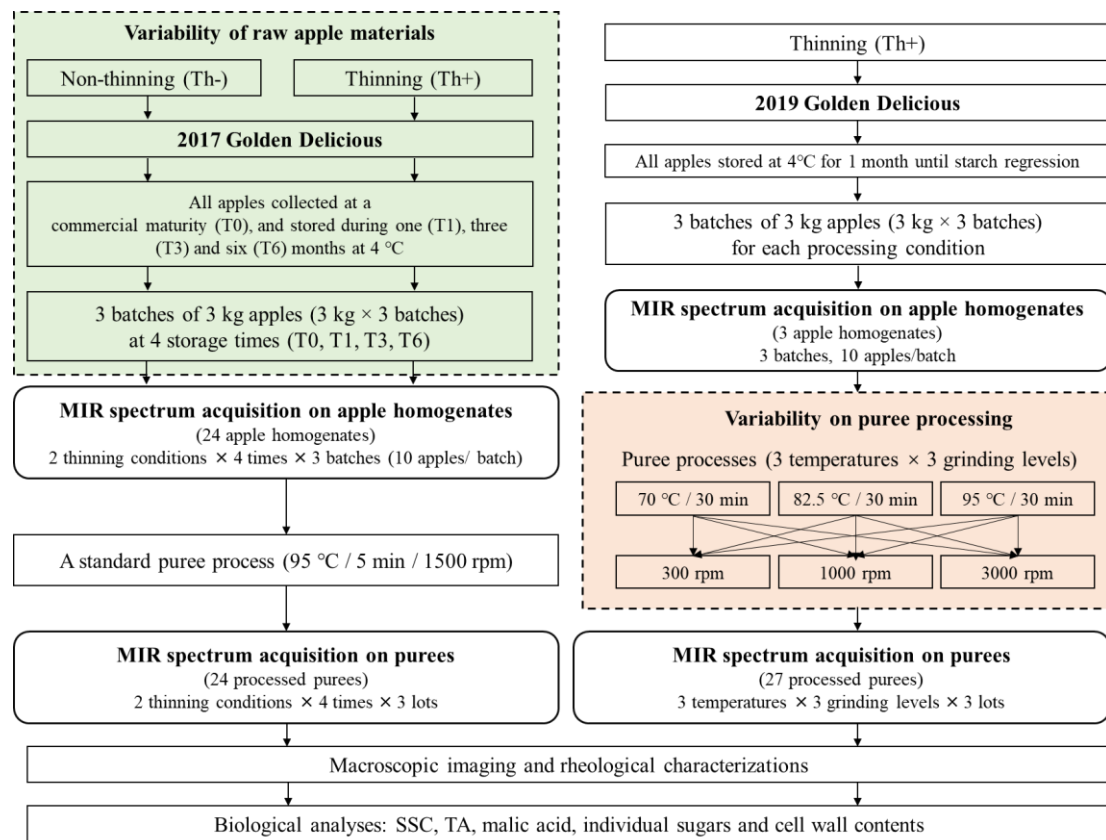 Variability of raw apple materials
Non-thinning (Th-)
Thinning (Th+)
2017 Golden Delicious
All apples collected at a
commercial maturity (T0), and stored during one (T1), three
(T3) and six (T6) months at 4 ℃
3 batches of 3 kg apples (3 kg × 3 batches)
at 4 storage times (T0, T1, T3, T6)
MIR spectrum acquisition on apple homogenates
(24 apple homogenates)
2 thinning conditions × 4 times × 3 batches (10 apples/ batch)
A standard puree process (95 ℃ / 5 min / 1500 rpm)
MIR spectrum acquisition on purees
(24 processed purees)
2 thinning conditions × 4 times × 3 lots
Thinning (Th+)
2019 Golden Delicious
All apples stored at 4℃ for 1 month until starch regression
3 batches of 3 kg apples (3 kg × 3 batches)
for each processing condition
MIR spectrum acquisition on apple homogenates
(3 apple homogenates)
3 batches, 10 apples/batch
Variability on puree processing
Puree processes (3 temperatures × 3 grinding levels)
70 ℃ / 30 min
82.5 ℃ / 30 min
95 ℃ / 30 min
300 rpm
1000 rpm
3000 rpm
MIR spectrum acquisition on purees
(27 processed purees)
3 temperatures × 3 grinding levels × 3 lots
Macroscopic imaging and rheological characterizations
Biological analyses: SSC, TA, malic acid, individual sugars and cell wall contents